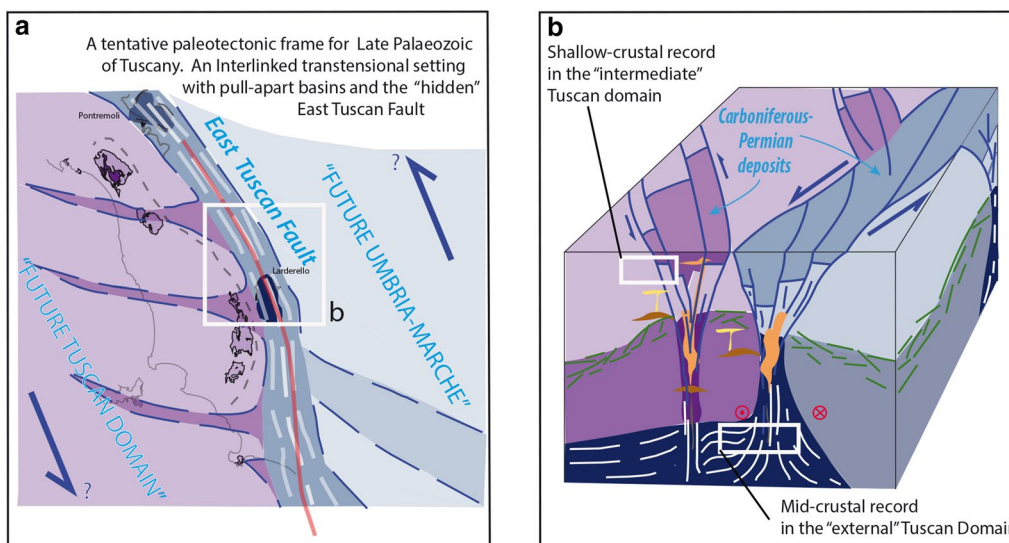 a
A tentative paleotectonic frame for Late Palaeozoic
of Tuscany. An Interlinked transtensional setting
with pull-apart basins and the "hidden"
East Tuscan Fault
Pontremoli
East Tuscan Fault
?
"FUTURE UMBRIA-MARCHE"
Larderello
b
"FUTURE TUSCAN DOMAIN"
?
b
Shallow-crustal record
in the "intermediate"
Tuscan domain
Carboniferous-
Permian
deposits
Mid-crustal record
in the "external" Tuscan Domain